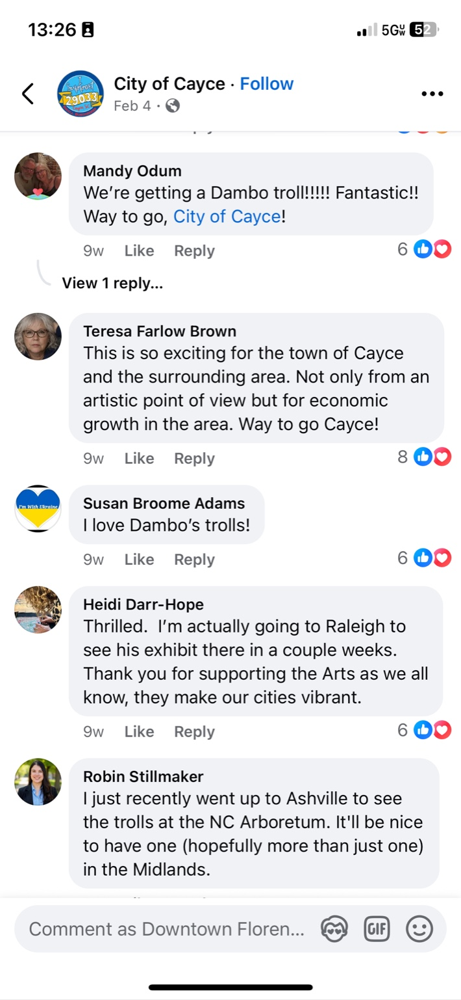 13:26
5G UW 52
City of Cayce · Follow
Feb 4 ·
29033
Mandy Odum
We’re getting a Dambo troll!!!!! Fantastic!!
Way to go, City of Cayce!
9w Like Reply 6
View 1 reply...
Teresa Farlow Brown
This is so exciting for the town of Cayce
and the surrounding area. Not only from an
artistic point of view but for economic
growth in the area. Way to go Cayce!
9w Like Reply 8
I'm With Ukraine
Susan Broome Adams
I love Dambo’s trolls!
9w Like Reply 6
Heidi Darr-Hope
Thrilled.  I’m actually going to Raleigh to
see his exhibit there in a couple weeks.
Thank you for supporting the Arts as we all
know, they make our cities vibrant.
9w Like Reply 6
Robin Stillmaker
I just recently went up to Ashville to see
the trolls at the NC Arboretum. It'll be nice
to have one (hopefully more than just one)
in the Midlands.
Comment as Downtown Floren... GIF